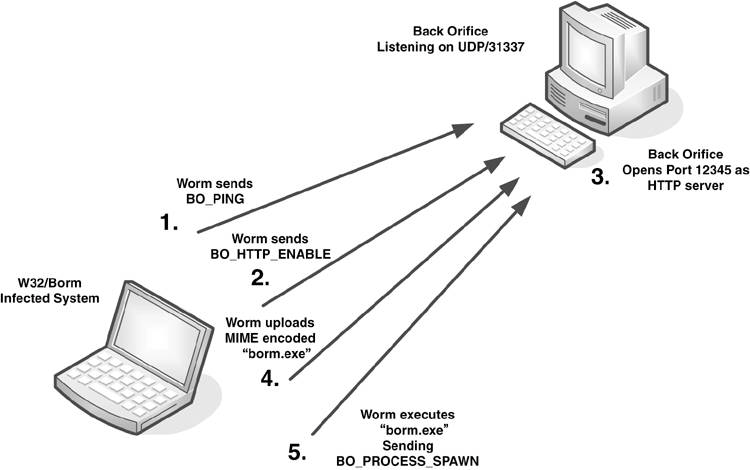 Back Orifice
Listening on UDP/31337
Back Orifice
Opens Port 12345 as
HTTP server
3.
Worm sends
BO_PING
1.
Worm sends
BO_HTTP_ENABLE
2.
W32/Borm
Infected System
Worm uploads
MIME encoded
“borm.exe”
4.
Worm executes
“borm.exe”
Sending
BO_PROCESS_SPAWN
5.